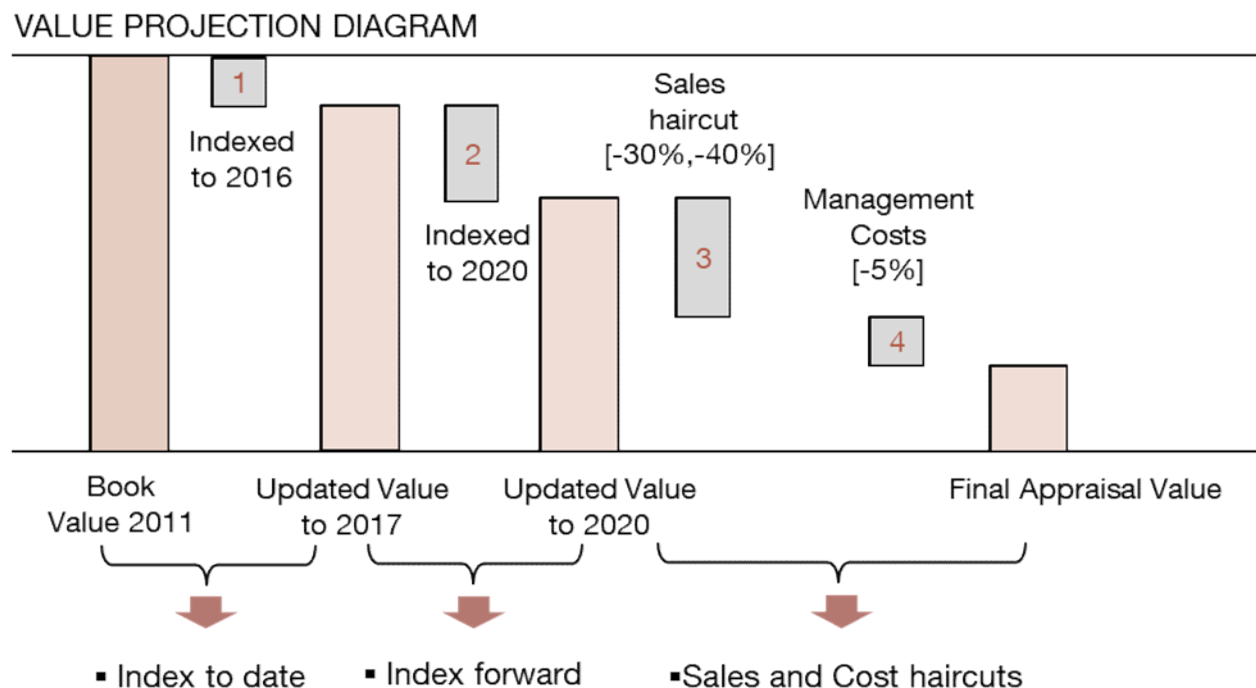 VALUE PROJECTION DIAGRAM
1
Indexed
to 2016
2
Indexed
to 2020
Sales
haircut
[-30%,-40%]
3
Management
Costs
[-5%]
4
Book
Value 2011
Updated Value
to 2017
Updated Value
to 2020
Final Appraisal Value
▪ Index to date
▪ Index forward
▪Sales and Cost haircuts